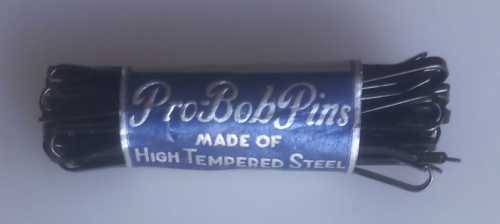 Pro-Bob Pins
MADE OF
HIGH TEMPERED STEEL